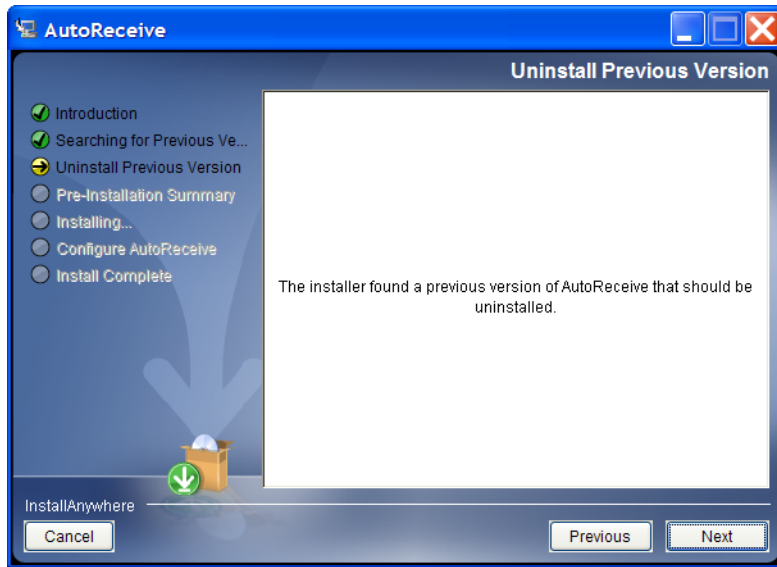 AutoReceive
Uninstall Previous Version
Introduction
Searching for Previous Ve...
Uninstall Previous Version
Pre-Installation Summary
Installing...
Configure AutoReceive
Install Complete
The installer found a previous version of AutoReceive that should be
uninstalled.
InstallAnywhere
Cancel
Previous
Next